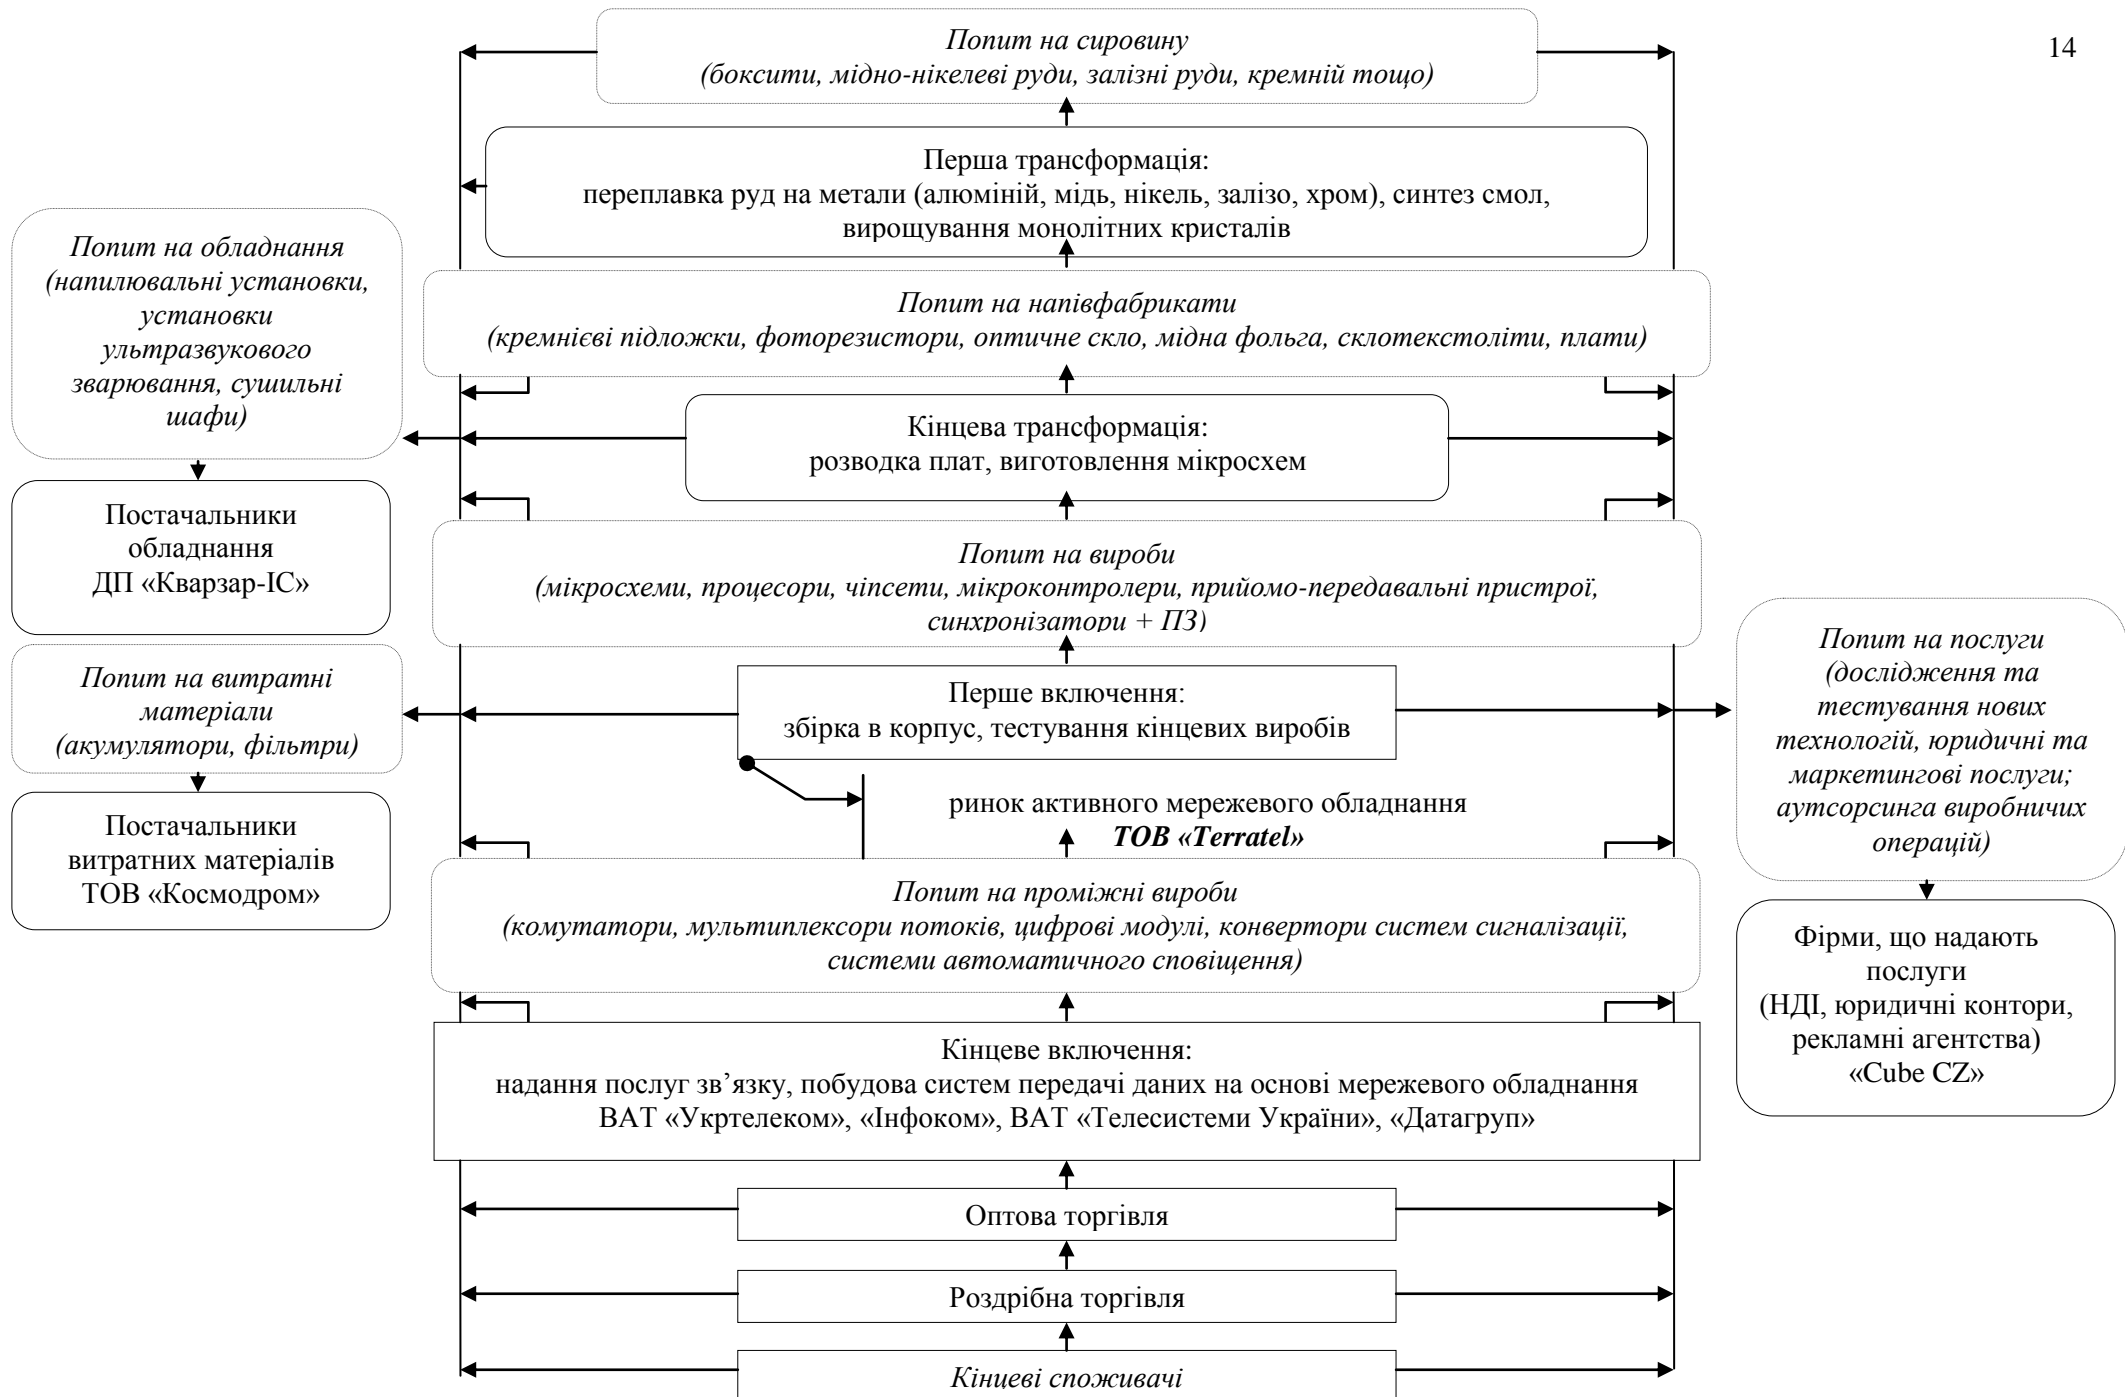 14
Попит на сировину
(боксити, мідно-нікелеві руди, залізні руди, кремній тощо)
Перша трансформація:
переплавка руд на метали (алюміній, мідь, нікель, залізо, хром), синтез смол,
вирощування монолітних кристалів
Попит на обладнання
(напилювальні установки,
установки
ультразвукового
зварювання, сушильні
шафи)
Попит на напівфабрикати
(кремнієві підложки, фоторезистори, оптичне скло, мідна фольга, склотекстоліти, плати)
Кінцева трансформація:
розводка плат, виготовлення мікросхем
Постачальники
обладнання
ДП «Кварзар-ІС»
Попит на вироби
(мікросхеми, процесори, чіпсети, мікроконтролери, прийомо-передавальні пристрої,
синхронізатори + ПЗ)
Попит на витратні
матеріали
(акумулятори, фільтри)
Перше включення:
збірка в корпус, тестування кінцевих виробів
Попит на послуги
(дослідження та
тестування нових
технологій, юридичні та
маркетингові послуги;
аутсорсинга виробничих
операцій)
Постачальники
витратних матеріалів
ТОВ «Космодром»
ринок активного мережевого обладнання
ТОВ «Terratel»
Попит на проміжні вироби
(комутатори, мультиплексори потоків, цифрові модулі, конвертори систем сигналізації,
системи автоматичного сповіщення)
Фірми, що надають
послуги
(НДІ, юридичні контори,
рекламні агентства)
«Cube CZ»
Кінцеве включення:
надання послуг зв’язку, побудова систем передачі даних на основі мережевого обладнання
ВАТ «Укртелеком», «Інфоком», ВАТ «Телесистеми України», «Датагруп»
Оптова торгівля
Роздрібна торгівля
Кінцеві споживачі